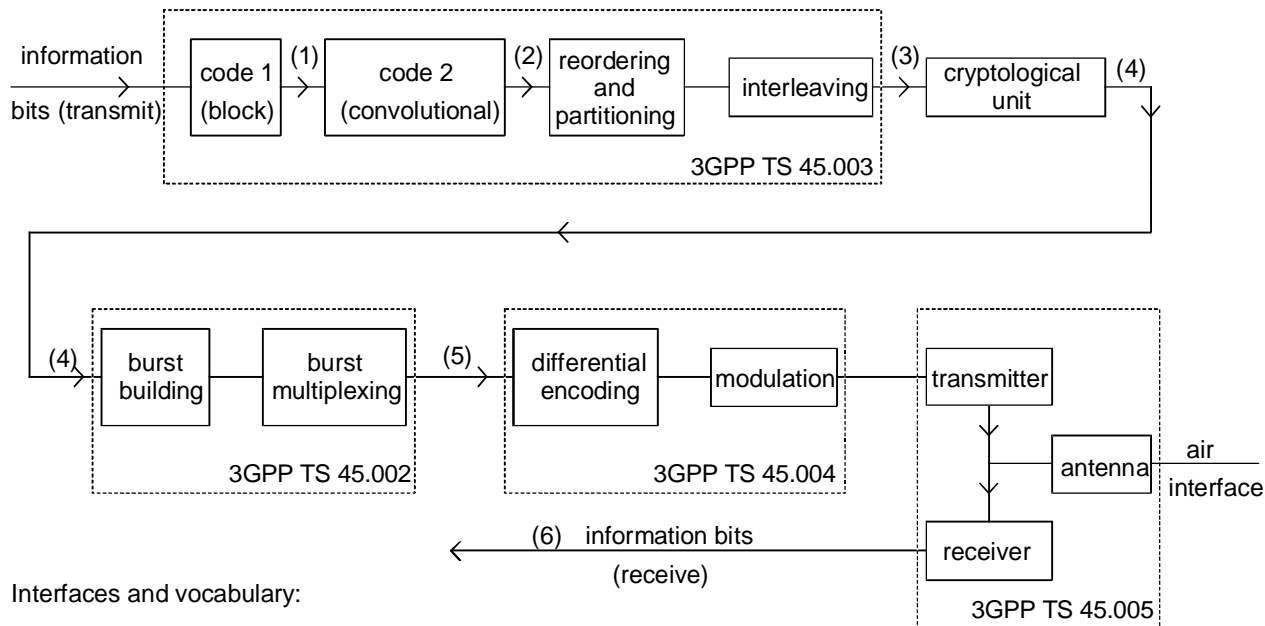 information
bits (transmit)
code 1
(block)
(1)
code 2
(convolutional)
(2)
reordering
and
partitioning
interleaving
(3)
cryptological
unit
(4)
3GPP TS 45.003
(4)
burst
building
burst
multiplexing
3GPP TS 45.002
(5)
differential
encoding
modulation
3GPP TS 45.004
transmitter
antenna
air
interface
receiver
3GPP TS 45.005
(6) information bits
(receive)
Interfaces and vocabulary: